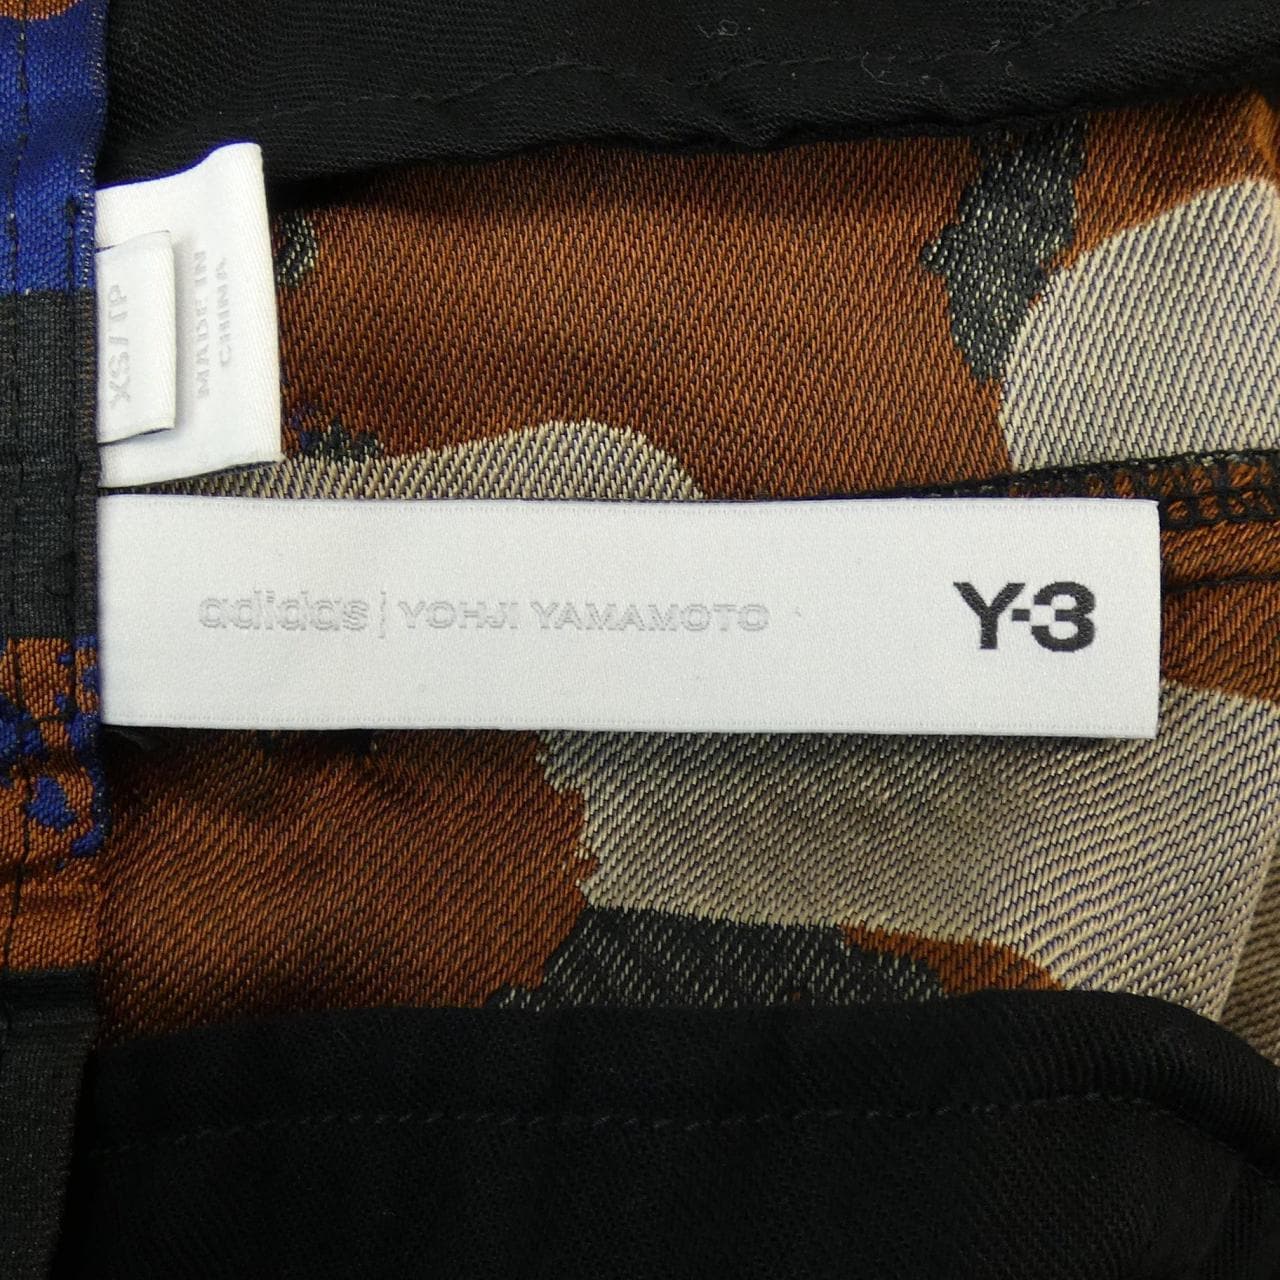 XS/TP
MADE IN
CHINA
adidas | YOHJI YAMAMOTO
Y-3